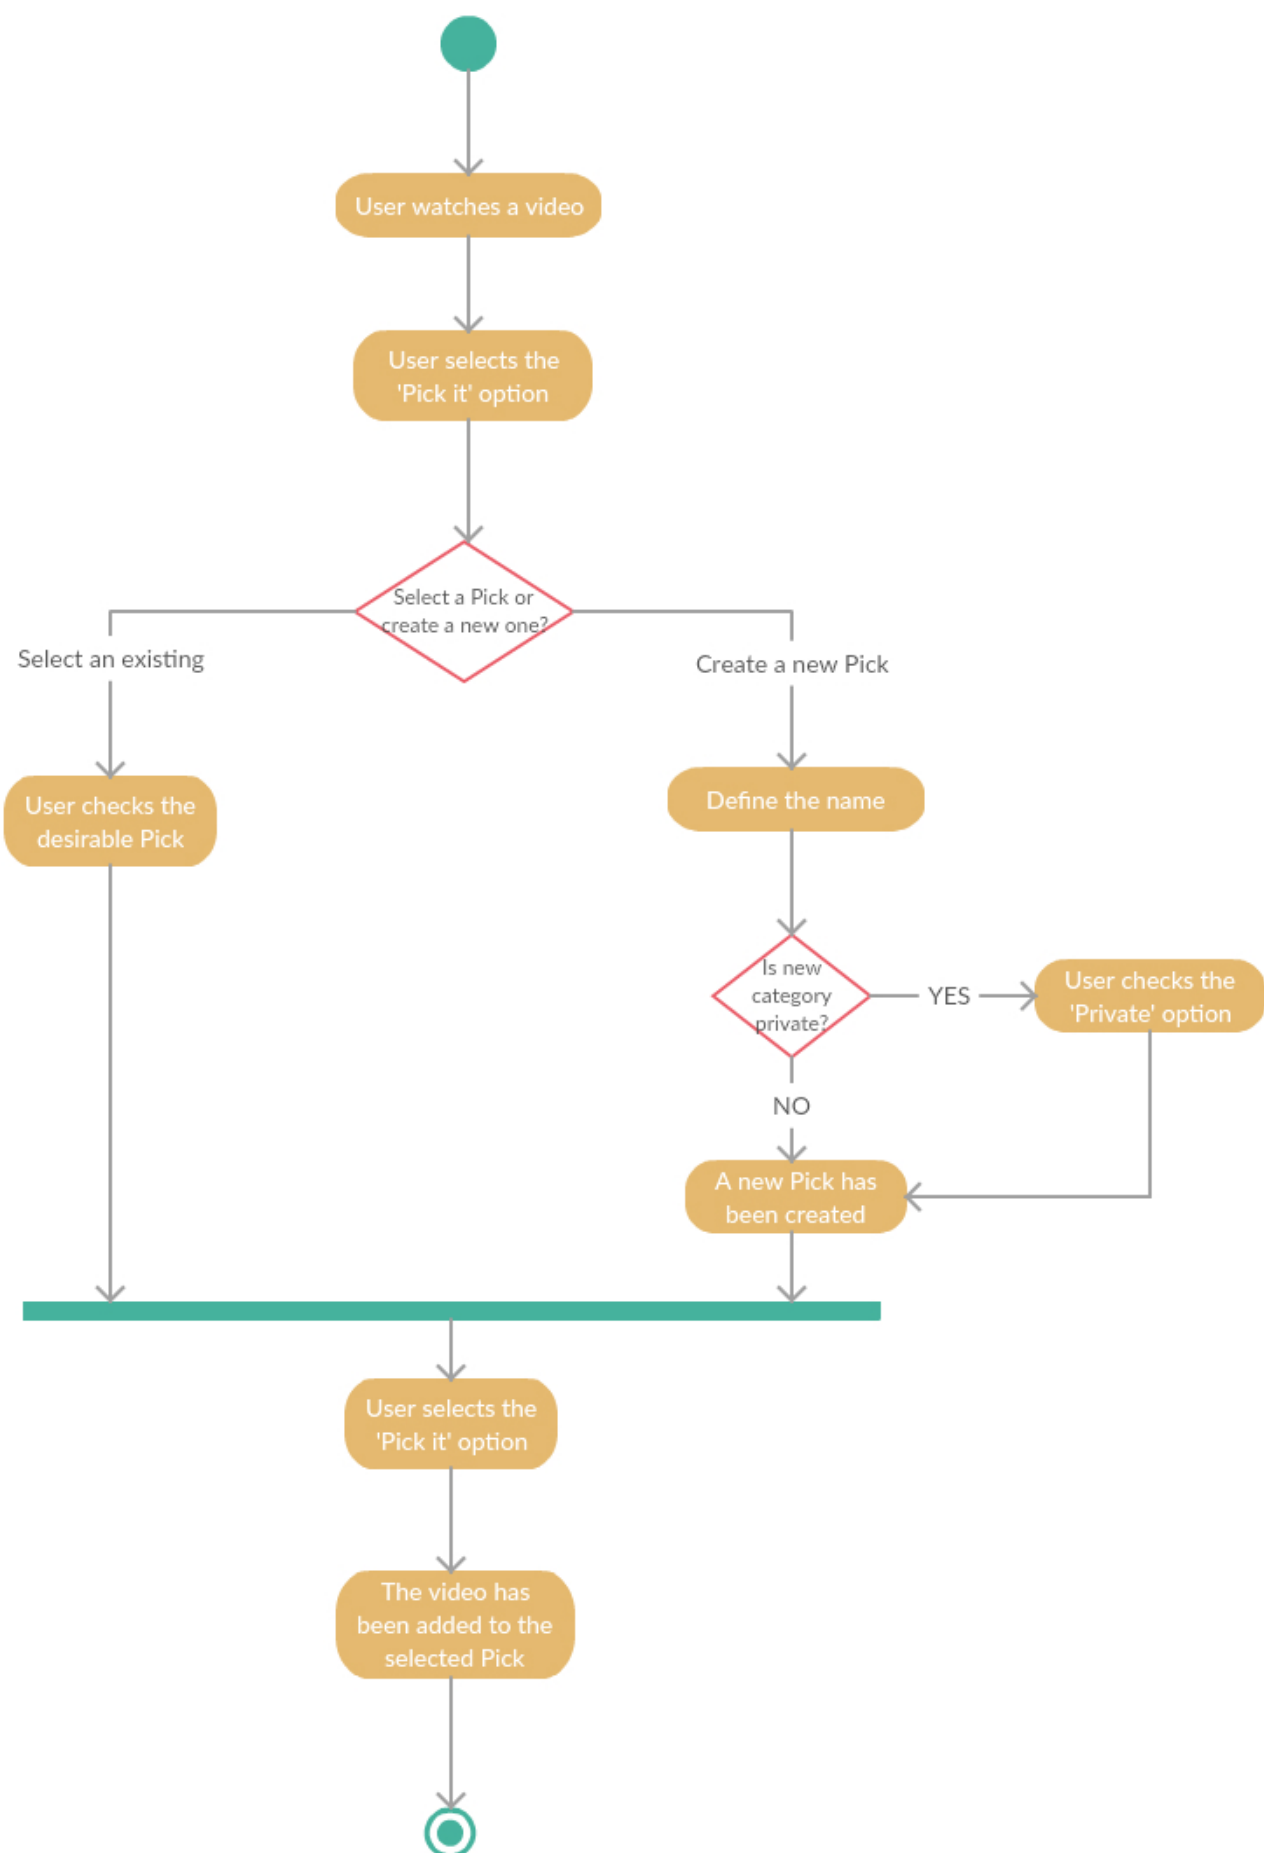 User watches a video
User selects the
'Pick it' option
Select a Pick or
create a new one?
Select an existing
Create a new Pick
User checks the
desirable Pick
Define the name
Is new
category
private?
YES
User checks the
'Private' option
NO
A new Pick has
been created
User selects the
'Pick it' option
The video has
been added to the
selected Pick